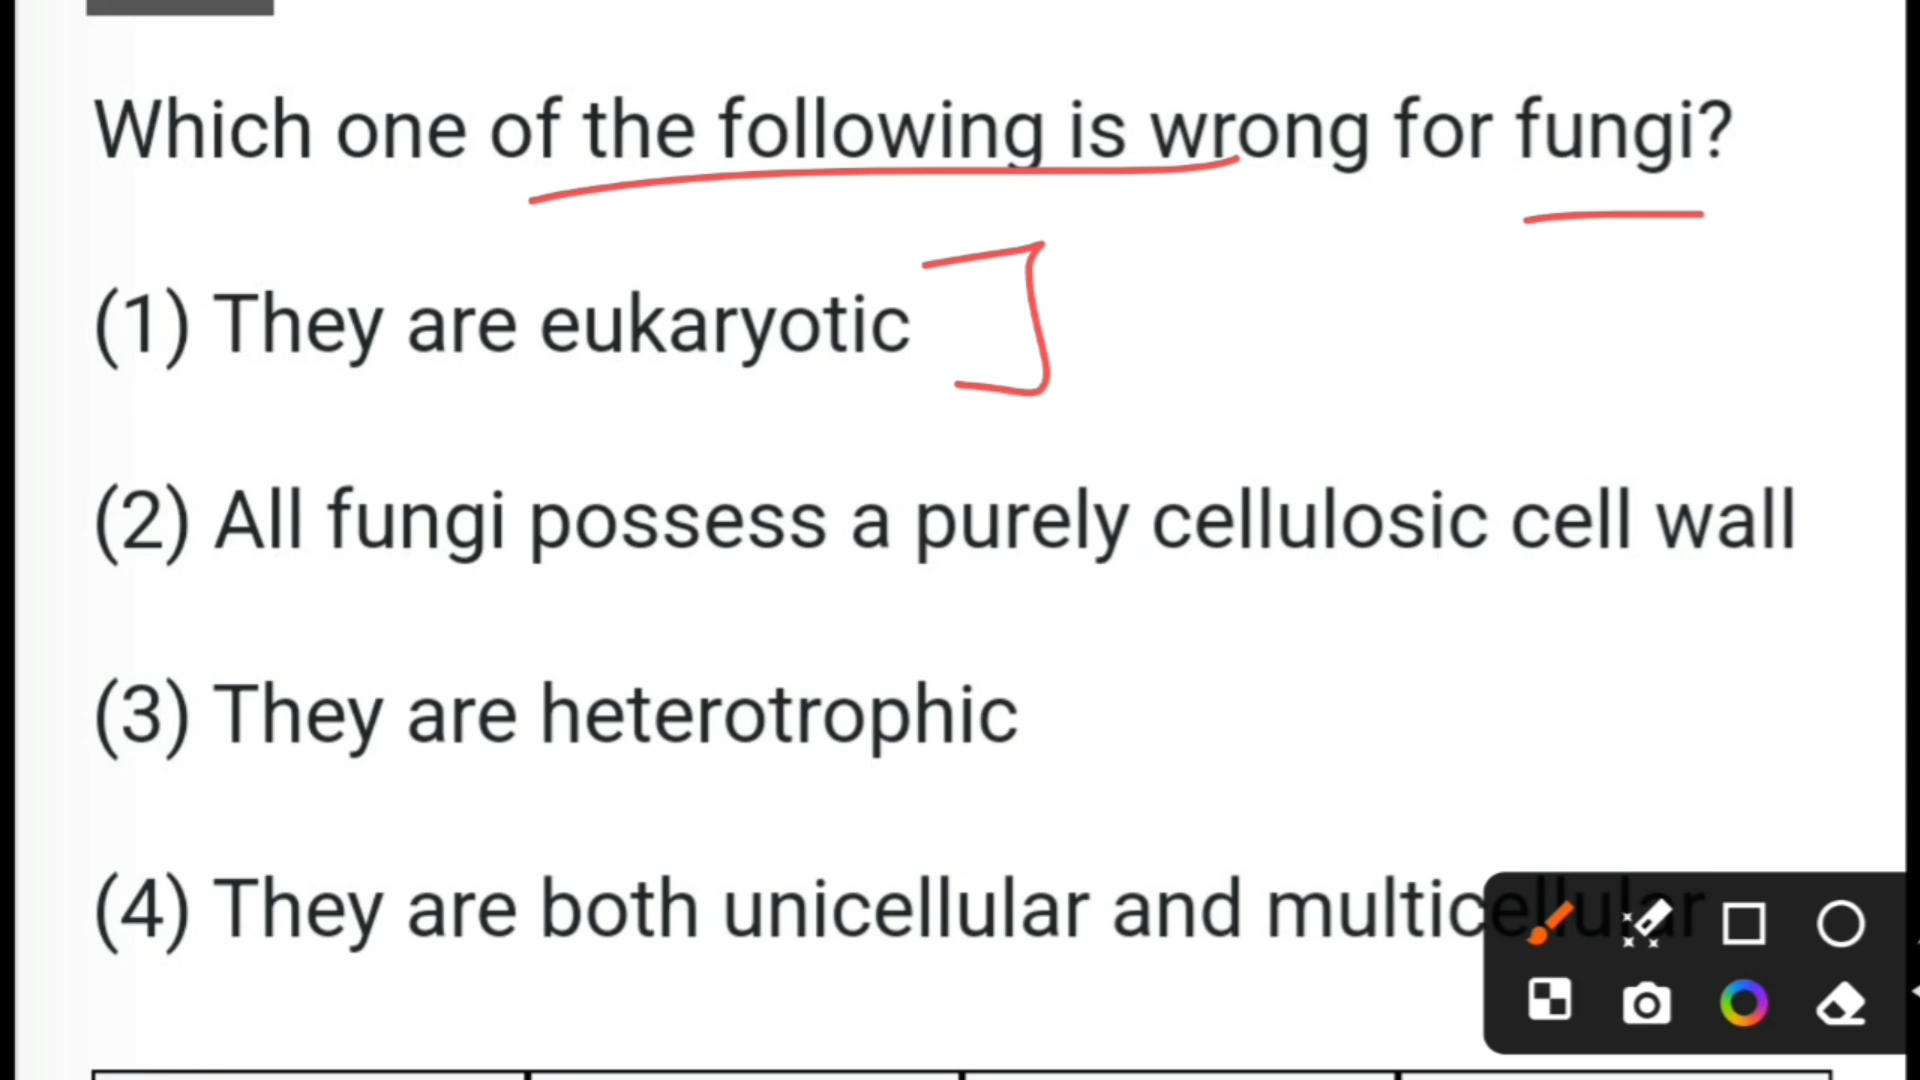 Which one of the following is wrong for fungi?
(1) They are eukaryotic
(2) All fungi possess a purely cellulosic cell wall
(3) They are heterotrophic
(4) They are both unicellular and multicellular